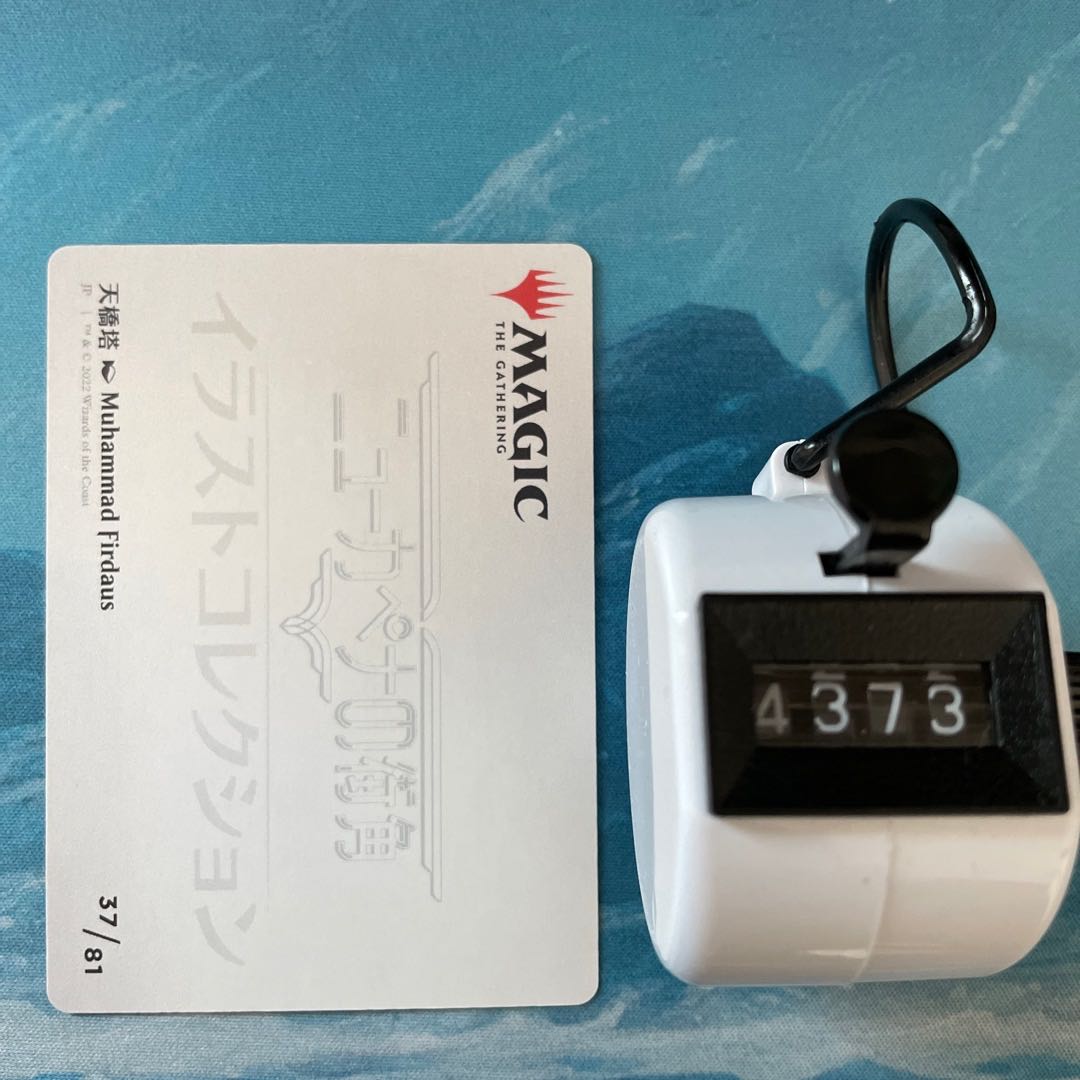 MAGIC
THE GATHERING
ニューカペナの街角
イラストコレクション
天橋塔 Muhammad Firdaus
37/81
JP | ™ & © 2022 Wizards of the Coast
4373